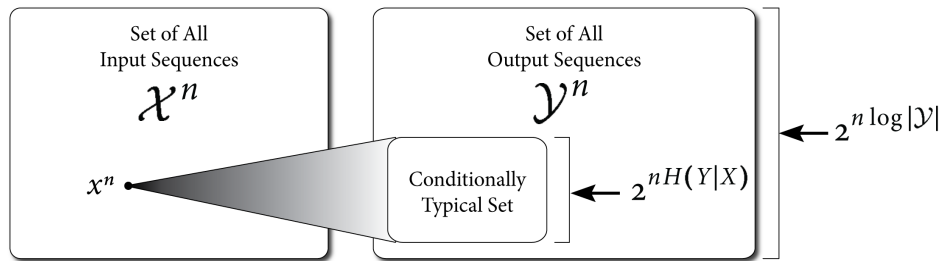 Set of All
Input Sequences
𝒳^n
x^n
Set of All
Output Sequences
𝒴^n
Conditionally
Typical Set
2^{nH(Y|X)}
2^{n log|𝒴|}